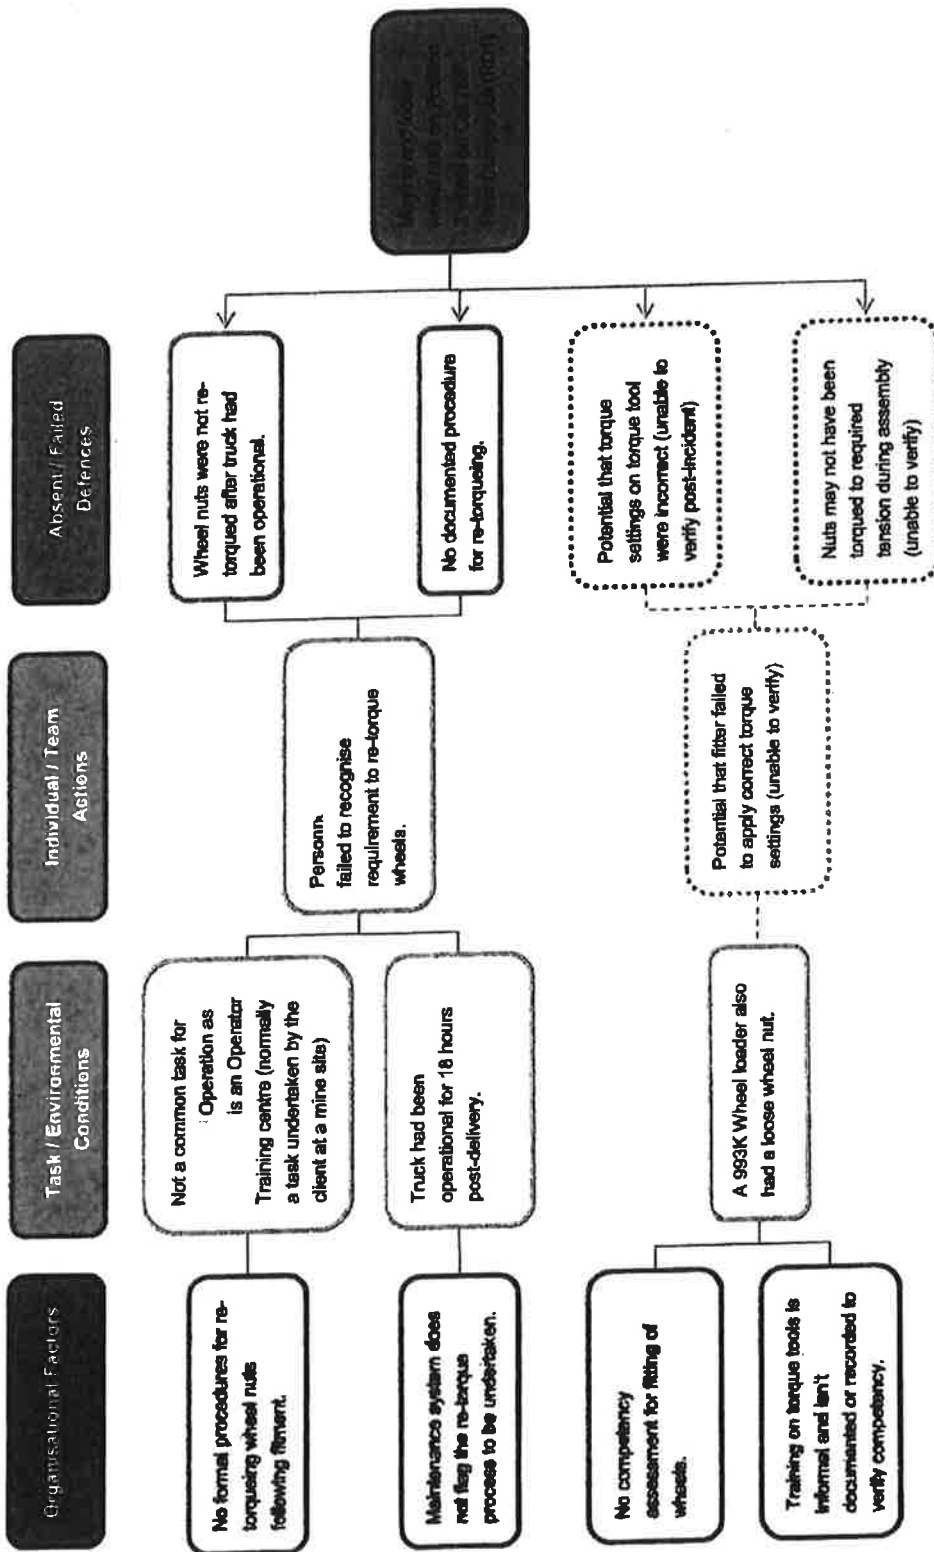 Organisational Factors
Task / Environmental
Conditions
Individual / Team
Actions
Absent / Failed
Defences
No formal procedures for re-
torqueing wheel nuts
following fitment.
Not a common task for
Operation as
is an Operator
Training centre (normally
a task undertaken by the
client at a mine site)
Personn
failed to recognise
requirement to re-torque
wheels.
Wheel nuts were not re-
torqued after truck had
been operational.
Maintenance system does
not flag the re-torque
process to be undertaken.
Truck had been
operational for 18 hours
post-delivery.
No documented procedure
for re-torqueing.
No competency
assessment for fitting of
wheels.
A 993K Wheel loader also
had a loose wheel nut.
Potential that fitter failed
to apply correct torque
settings (unable to verify)
Potential that torque
settings on torque tool
were incorrect (unable to
verify post-incident)
Training on torque tools is
informal and isn't
documented or recorded to
verify competency.
Nuts may not have been
torqued to required
tension during assembly
(unable to verify)